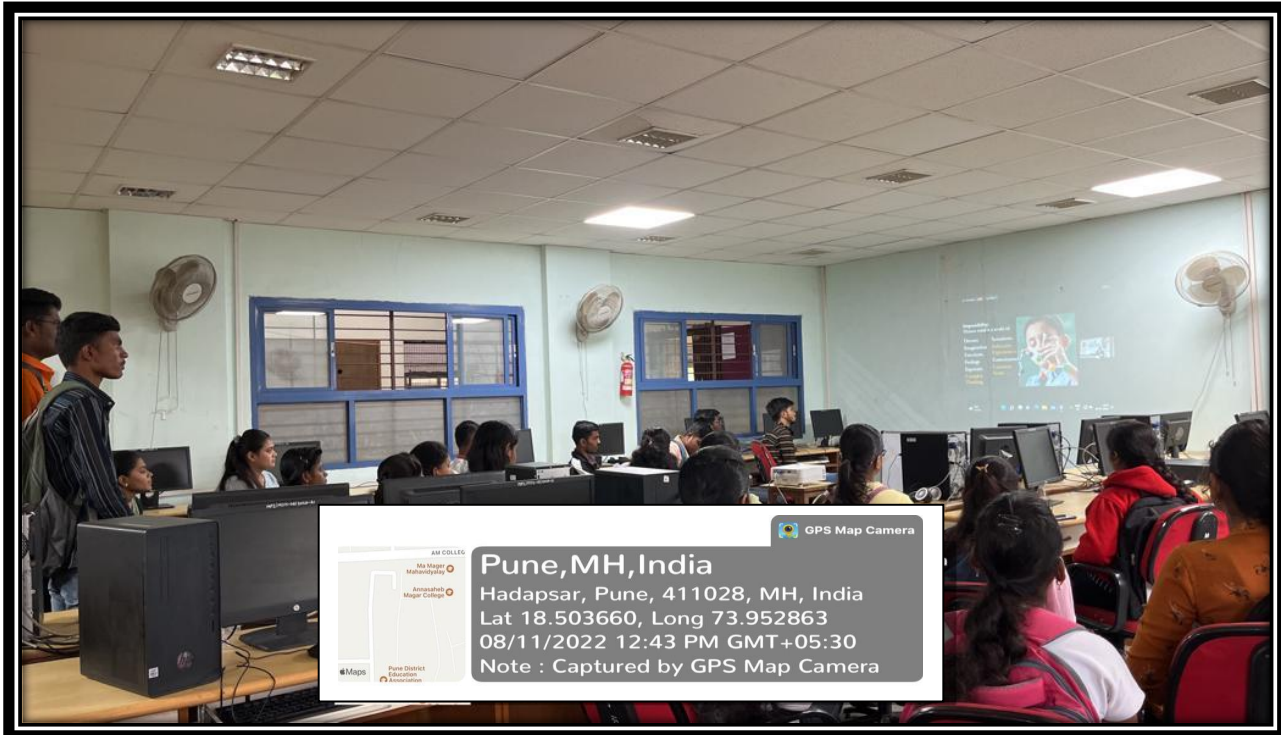 GPS Map Camera
AM COLLEG
Ma Mager
Mahavidyalay
Annasaheb
Magar College
Pune District
Education
Association
Maps
Pune,MH,India
Hadapsar, Pune, 411028, MH, India
Lat 18.503660, Long 73.952863
08/11/2022 12:43 PM GMT+05:30
Note : Captured by GPS Map Camera